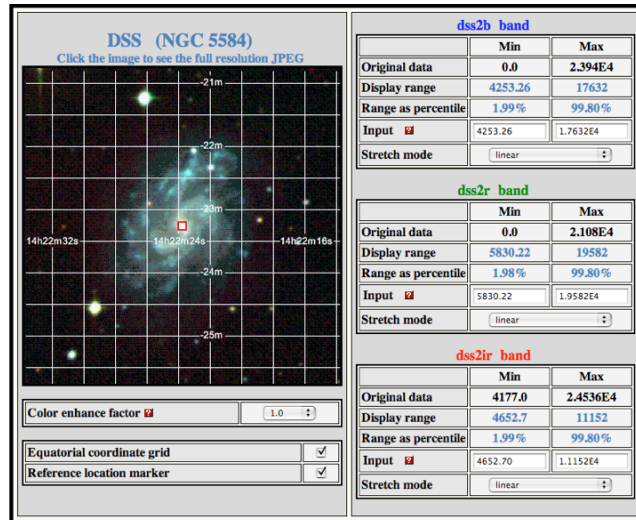 DSS (NGC 5584)
Click the image to see the full resolution JPEG
-21m
-22m
-23m
14h22m32s 14h22m24s 14h22m16s
-24m
-25m
Color enhance factor ? 1.0
Equatorial coordinate grid
Reference location marker
dss2b band
Min Max
Original data 0.0 2.394E4
Display range 4253.26 17632
Range as percentile 1.99% 99.80%
Input ? 4253.26 1.7632E4
Stretch mode linear
dss2r band
Min Max
Original data 0.0 2.108E4
Display range 5830.22 19582
Range as percentile 1.98% 99.80%
Input ? 5830.22 1.9582E4
Stretch mode linear
dss2ir band
Min Max
Original data 4177.0 2.4536E4
Display range 4652.7 11152
Range as percentile 1.99% 99.80%
Input ? 4652.70 1.1152E4
Stretch mode linear